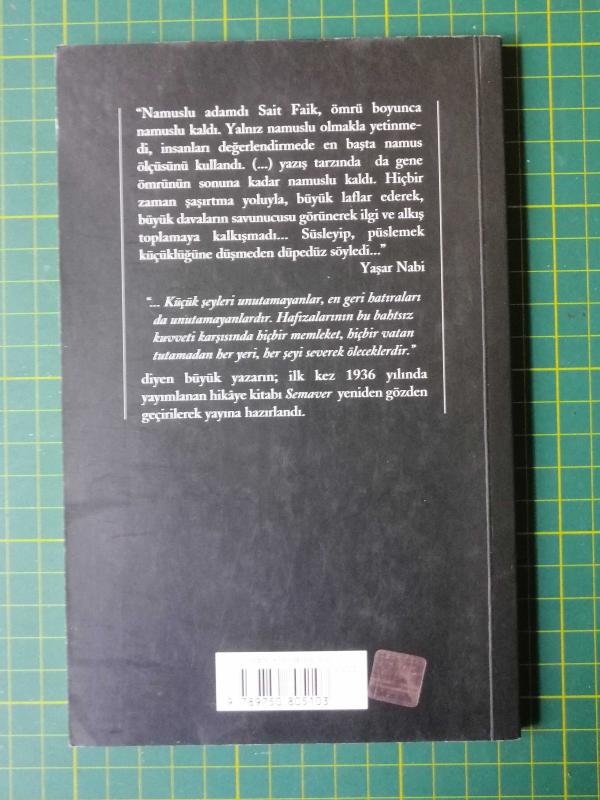 “Namuslu adamdı Sait Faik, ömrü boyunca
namuslu kaldı. Yalnız namuslu olmakla yetinme-
di, insanları değerlendirmede en başta namus
ölçüsünü kullandı. (...) yazış tarzında da gene
ömrünün sonuna kadar namuslu kaldı. Hiçbir
zaman şaşırtma yoluyla, büyük laflar ederek,
büyük davaların savunucusu görünerek ilgi ve alkış
toplamaya kalkışmadı... Süsleyip, püslemek
küçüklüğüne düşmeden düpedüz söyledi...”
Yaşar Nabi
“... Küçük şeyleri unutamayanlar, en geri hatıraları
da unutamayanlardır. Hafızalarının bu bahtsız
kuvveti karşısında hiçbir memleket, hiçbir vatan
tutamadan her yeri, her şeyi severek öleceklerdir.”
diyen büyük yazarın; ilk kez 1936 yılında
yayımlanan hikâye kitabı Semaver yeniden gözden
geçirilerek yayına hazırlandı.
9 789750 805103